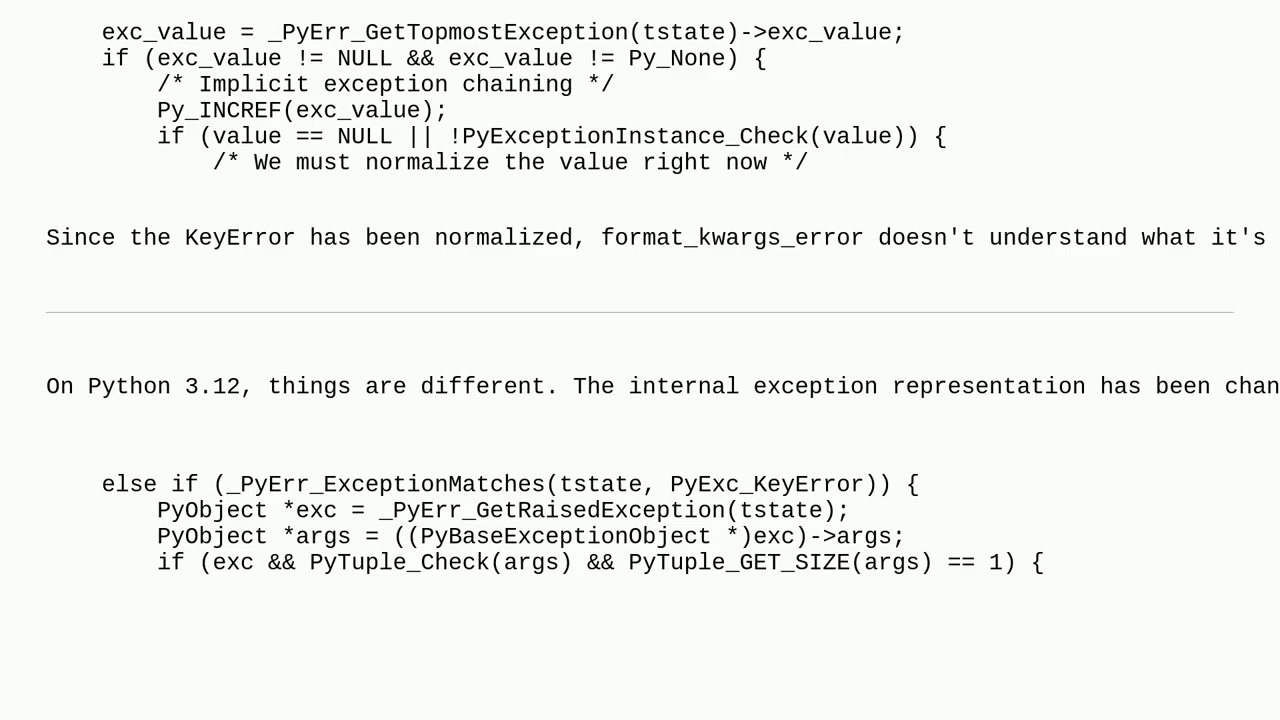 exc_value = _PyErr_GetTopmostException(tstate)->exc_value;
if (exc_value != NULL && exc_value != Py_None) {
/* Implicit exception chaining */
Py_INCREF(exc_value);
if (value == NULL || !PyExceptionInstance_Check(value)) {
/* We must normalize the value right now */
Since the KeyError has been normalized, format_kwargs_error doesn't understand what it's
On Python 3.12, things are different. The internal exception representation has been chan
else if (_PyErr_ExceptionMatches(tstate, PyExc_KeyError)) {
PyObject *exc = _PyErr_GetRaisedException(tstate);
PyObject *args = ((PyBaseExceptionObject *)exc)->args;
if (exc && PyTuple_Check(args) && PyTuple_GET_SIZE(args) == 1) {